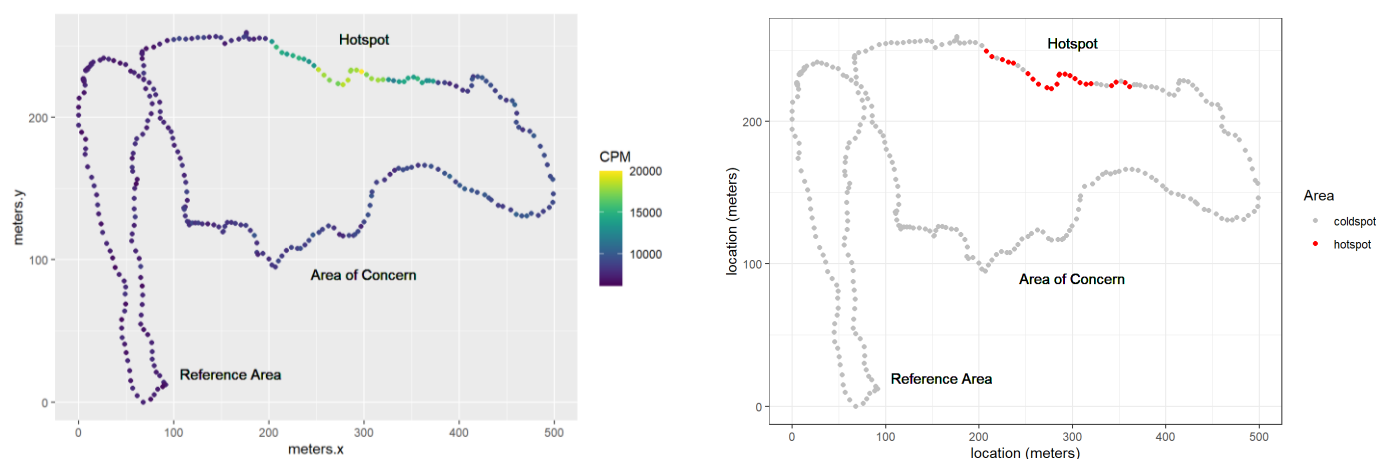 Hotspot
Area of Concern
Reference Area
meters.y
200
100
0
0
100
200
300
400
500
meters.x
CPM
20000
15000
10000
Hotspot
Area of Concern
Reference Area
location (meters)
200
100
0
0
100
200
300
400
500
location (meters)
Area
coldspot
hotspot